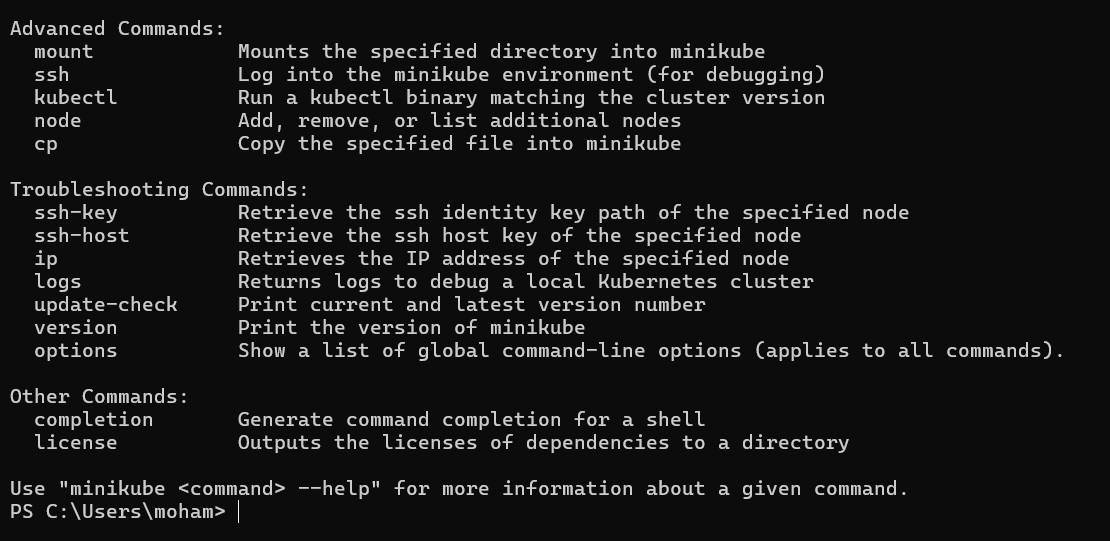 Advanced Commands:
  mount            Mounts the specified directory into minikube
  ssh              Log into the minikube environment (for debugging)
  kubectl          Run a kubectl binary matching the cluster version
  node             Add, remove, or list additional nodes
  cp               Copy the specified file into minikube

Troubleshooting Commands:
  ssh-key          Retrieve the ssh identity key path of the specified node
  ssh-host         Retrieve the ssh host key of the specified node
  ip               Retrieves the IP address of the specified node
  logs             Returns logs to debug a local Kubernetes cluster
  update-check     Print current and latest version number
  version          Print the version of minikube
  options          Show a list of global command-line options (applies to all commands).

Other Commands:
  completion       Generate command completion for a shell
  license          Outputs the licenses of dependencies to a directory

Use "minikube <command> --help" for more information about a given command.
PS C:\Users\moham>